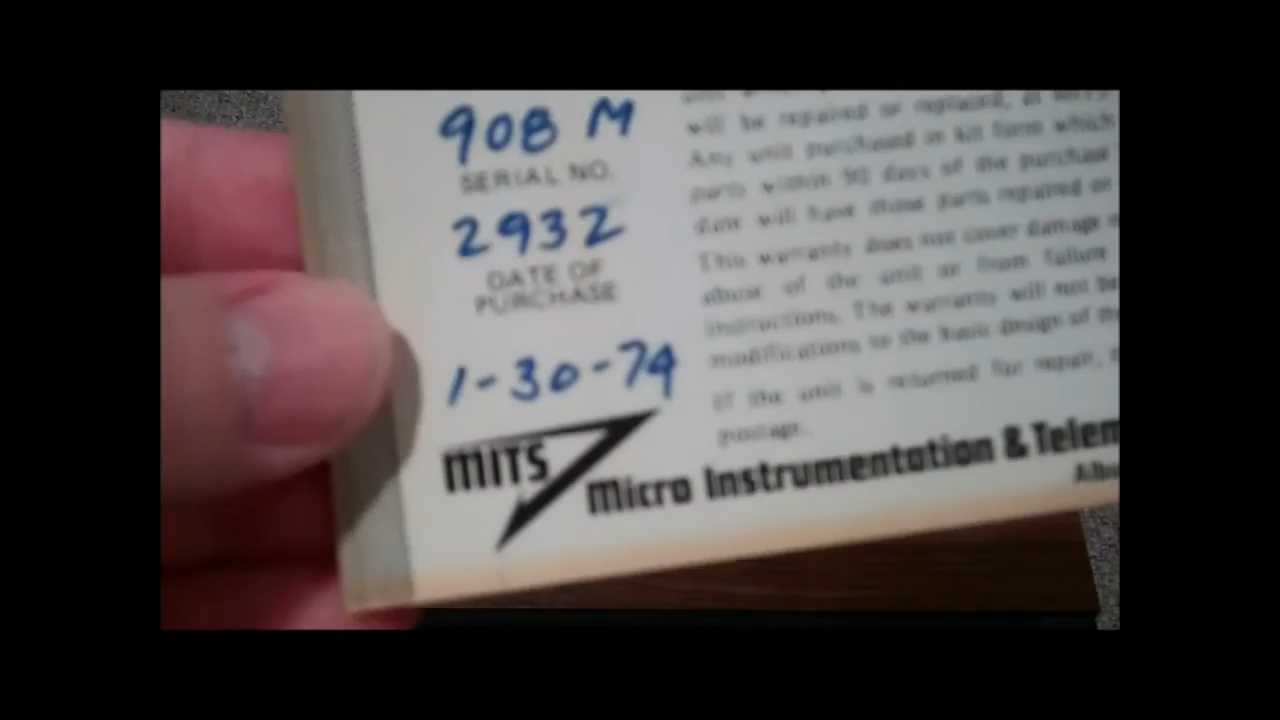 908 M
SERIAL NO.
2932
DATE OF
PURCHASE
1-30-74
will be repaired or replaced, at
Any unit purchased in kit form which
parts within 90 days of the purchase
date will have those parts repaired or
This warranty does not cover damage
abuse of the unit or from failure
instructions. The warranty will not be
modifications to the basic design of the
If the unit is returned for repair,
postage.
MITS
Micro Instrumentation & Telem
Albu